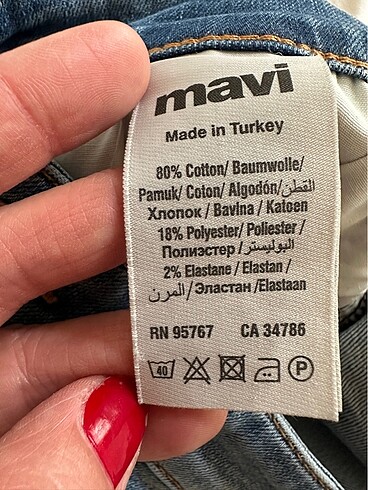 mavi
Made in Turkey
80% Cotton/ Baumwolle/
Pamuk/ Coton/ Algodón/القطن
Хлопок / Bavlna / Katoen
18% Polyester/ Poliester /
Полиэстер /البوليستر/
2% Elastane / Elastan /
المرن/ /Эластан /Elastaan
RN 95767 CA 34786
40 P